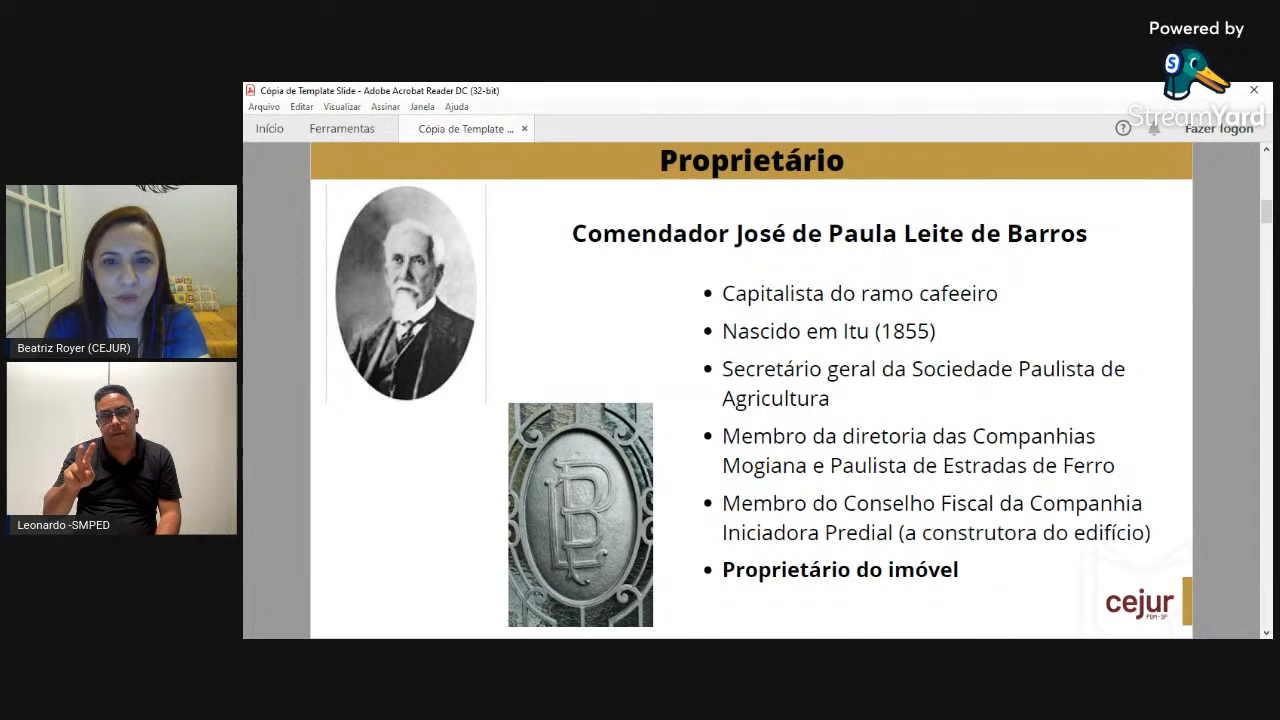 Powered by
StreamYard
Cópia de Template Slide - Adobe Acrobat Reader DC (32-bit)
Arquivo Editar Visualizar Assinar Janela Ajuda
Início Ferramentas Cópia de Template ... Fazer logon
Proprietário
Comendador José de Paula Leite de Barros
• Capitalista do ramo cafeeiro
• Nascido em Itu (1855)
• Secretário geral da Sociedade Paulista de
Agricultura
• Membro da diretoria das Companhias
Mogiana e Paulista de Estradas de Ferro
• Membro do Conselho Fiscal da Companhia
Iniciadora Predial (a construtora do edifício)
• Proprietário do imóvel
cejur
PGM-SP
Beatriz Royer (CEJUR)
Leonardo -SMPED